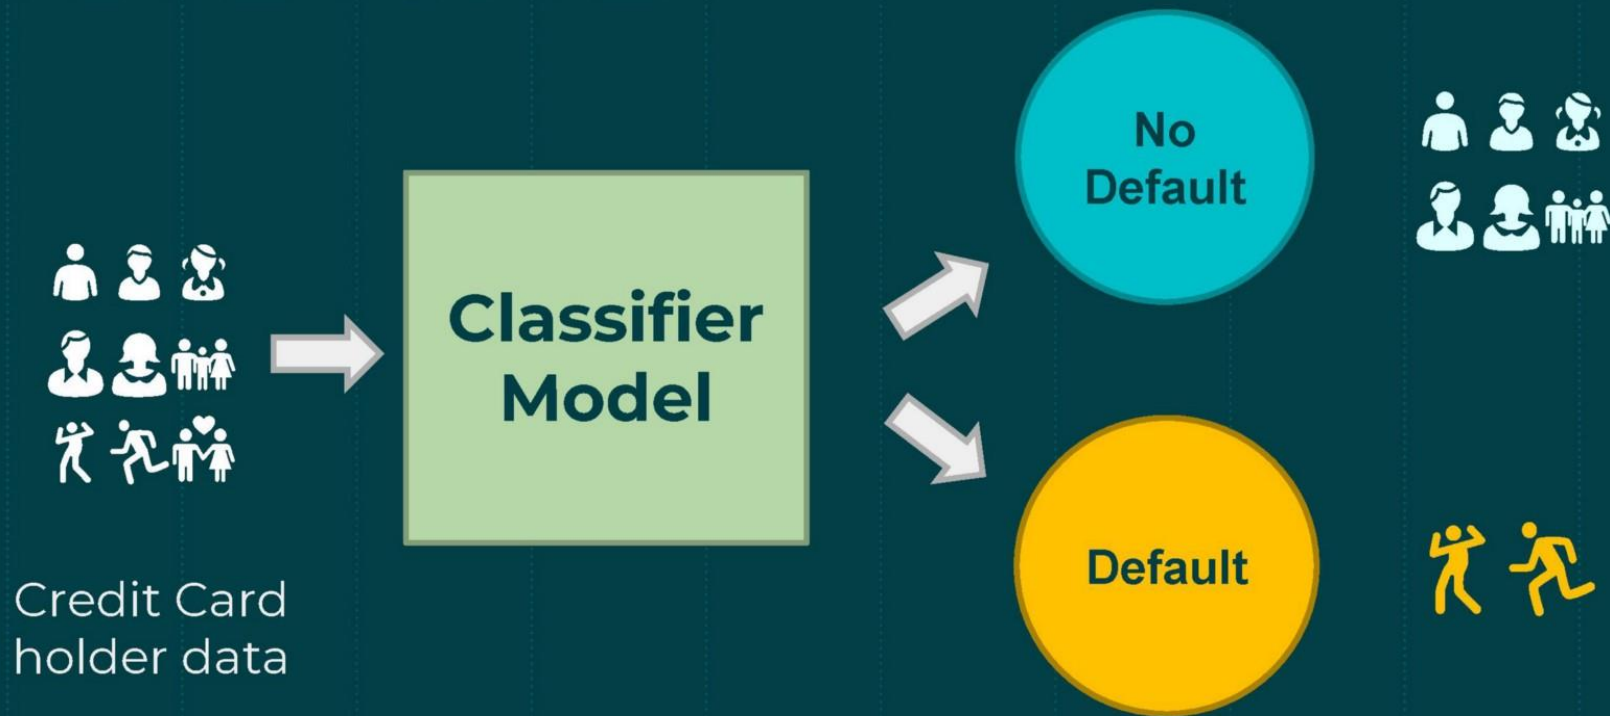 Credit Card
holder data
Classifier
Model
No
Default
Default